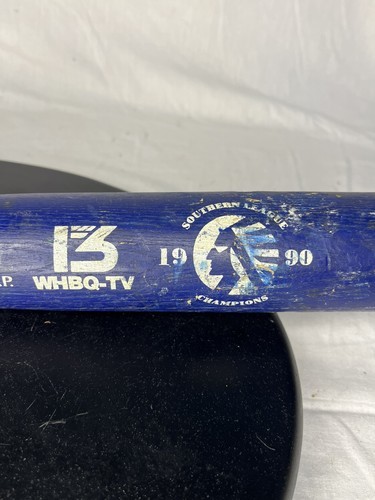 .P.
13
WHBQ-TV
SOUTHERN LEAGUE
19 90
CHAMPIONS